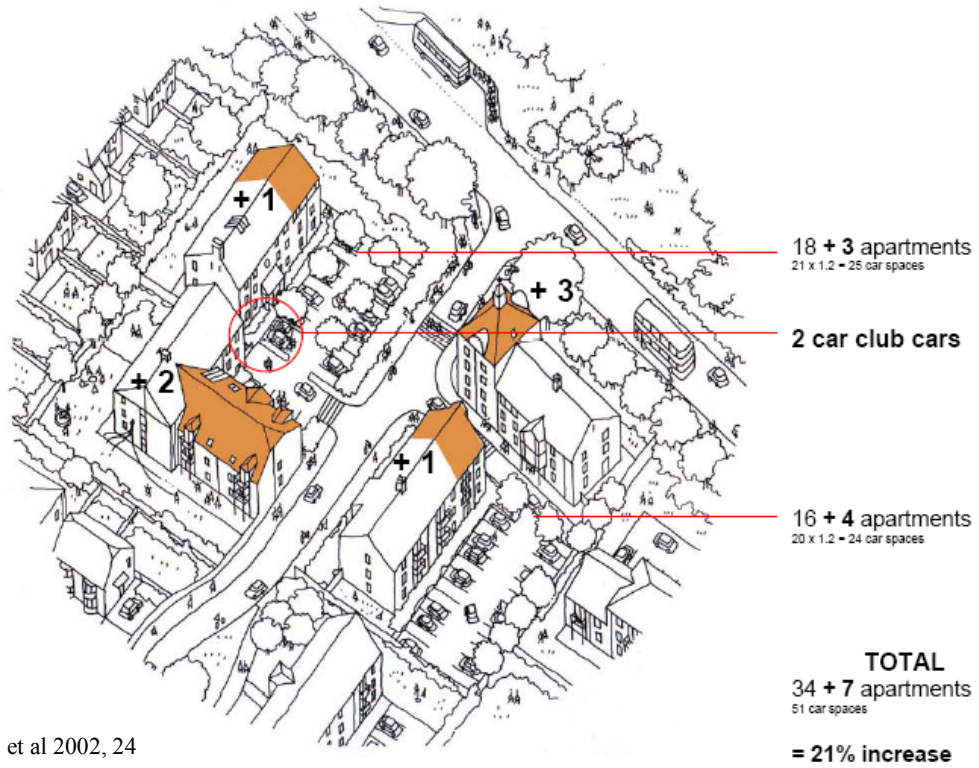 + 1
18 + 3 apartments
21 x 1.2 = 25 car spaces
+ 3
2 car club cars
+ 2
+ 1
16 + 4 apartments
20 x 1.2 = 24 car spaces
TOTAL
34 + 7 apartments
51 car spaces
= 21% increase
et al 2002, 24